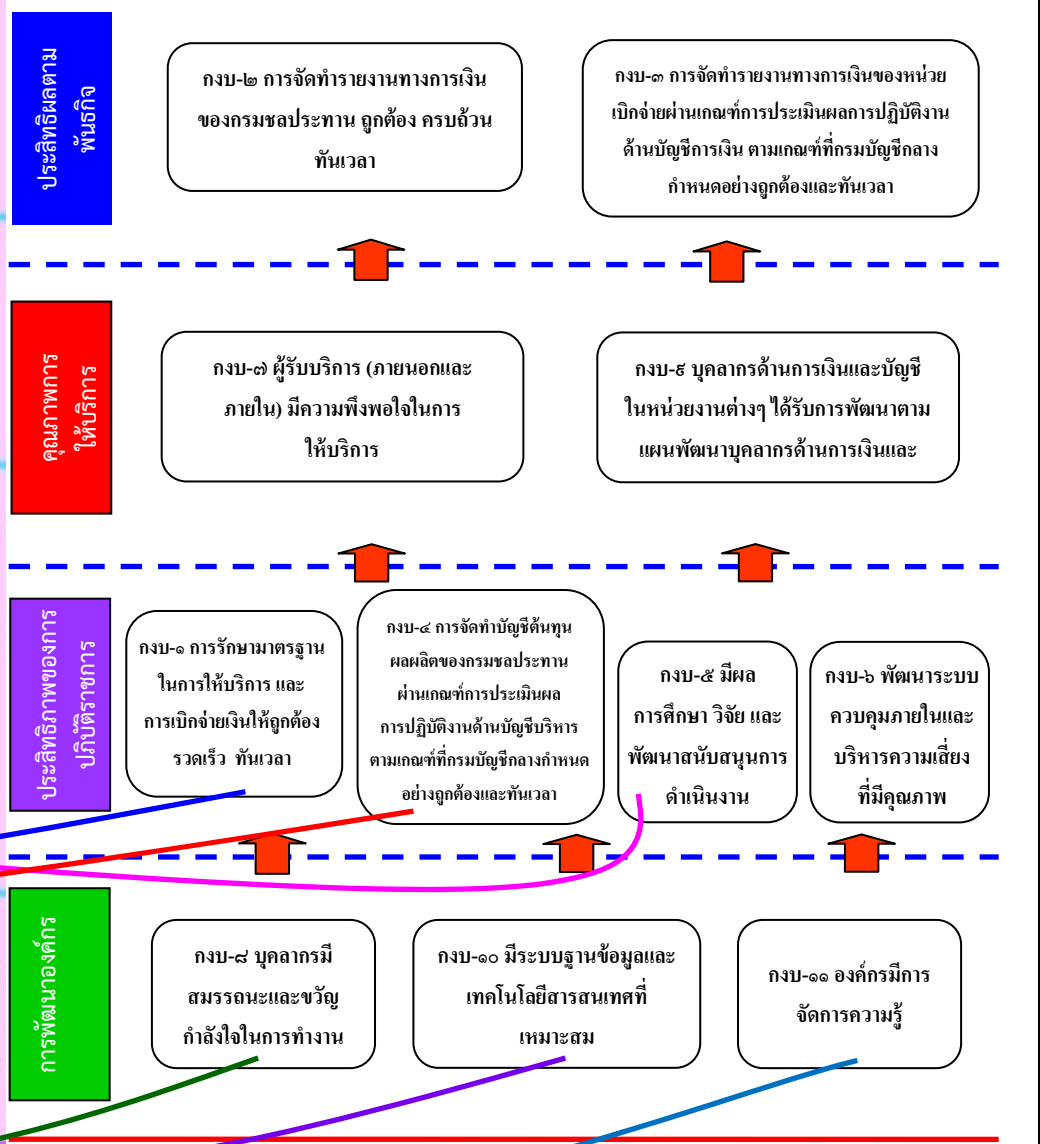 ประสิทธิผลตาม
พันธกิจ
กงบ-๒ การจัดทำรายงานทางการเงิน
ของกรมชลประทาน ถูกต้อง ครบถ้วน
ทันเวลา
กงบ-๓ การจัดทำรายงานทางการเงินของหน่วย
เบิกจ่ายผ่านเกณฑ์การประเมินผลการปฏิบัติงาน
ด้านบัญชีการเงิน ตามเกณฑ์ที่กรมบัญชีกลาง
กำหนดอย่างถูกต้องและทันเวลา
คุณภาพการ
ให้บริการ
กงบ-๗ ผู้รับบริการ (ภายนอกและ
ภายใน) มีความพึงพอใจในการ
ให้บริการ
กงบ-๙ บุคลากรด้านการเงินและบัญชี
ในหน่วยงานต่างๆ ได้รับการพัฒนาตาม
แผนพัฒนาบุคลากรด้านการเงินและ
ประสิทธิภาพของการ
ปฏิบัติราชการ
กงบ-๑ การรักษามาตรฐาน
ในการให้บริการ และ
การเบิกจ่ายเงินให้ถูกต้อง
รวดเร็ว ทันเวลา
กงบ-๔ การจัดทำบัญชีต้นทุน
ผลผลิตของกรมชลประทาน
ผ่านเกณฑ์การประเมินผล
การปฏิบัติงานด้านบัญชีบริหาร
ตามเกณฑ์ที่กรมบัญชีกลางกำหนด
อย่างถูกต้องและทันเวลา
กงบ-๕ มีผล
การศึกษา วิจัย และ
พัฒนาสนับสนุนการ
ดำเนินงาน
กงบ-๖ พัฒนาระบบ
ควบคุมภายในและ
บริหารความเสี่ยง
ที่มีคุณภาพ
การพัฒนาองค์กร
กงบ-๘ บุคลากรมี
สมรรถนะและขวัญ
กำลังใจในการทำงาน
กงบ-๑๐ มีระบบฐานข้อมูลและ
เทคโนโลยีสารสนเทศที่
เหมาะสม
กงบ-๑๑ องค์กรมีการ
จัดการความรู้